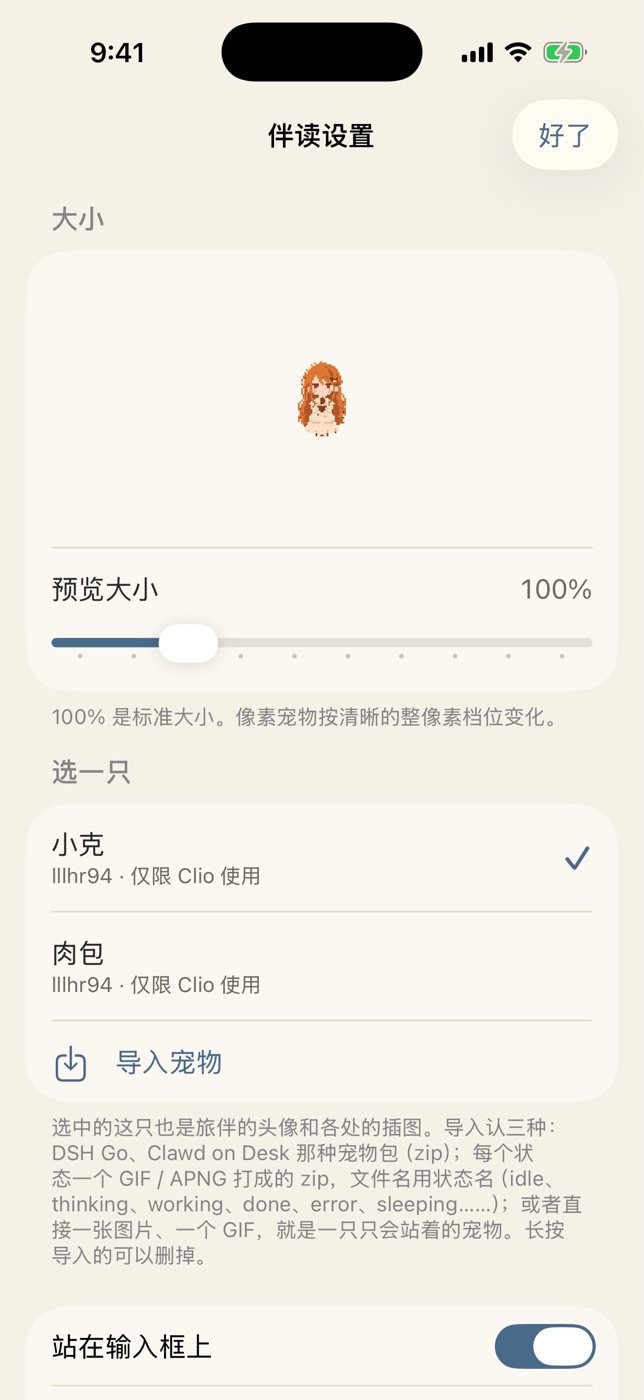 9:41
伴读设置
好了
大小
预览大小
100%
100% 是标准大小。像素宠物按清晰的整像素档位变化。
选一只
小克
lllhr94 · 仅限 Clio 使用
肉包
lllhr94 · 仅限 Clio 使用
导入宠物
选中的这只也是旅伴的头像和各处的插图。导入认三种：
DSH Go、Clawd on Desk 那种宠物包 (zip)；每个状
态一个 GIF / APNG 打成的 zip，文件名用状态名 (idle、
thinking、working、done、error、sleeping……)；或者直
接一张图片、一个 GIF，就是一只只会站着的宠物。长按
导入的可以删掉。
站在输入框上